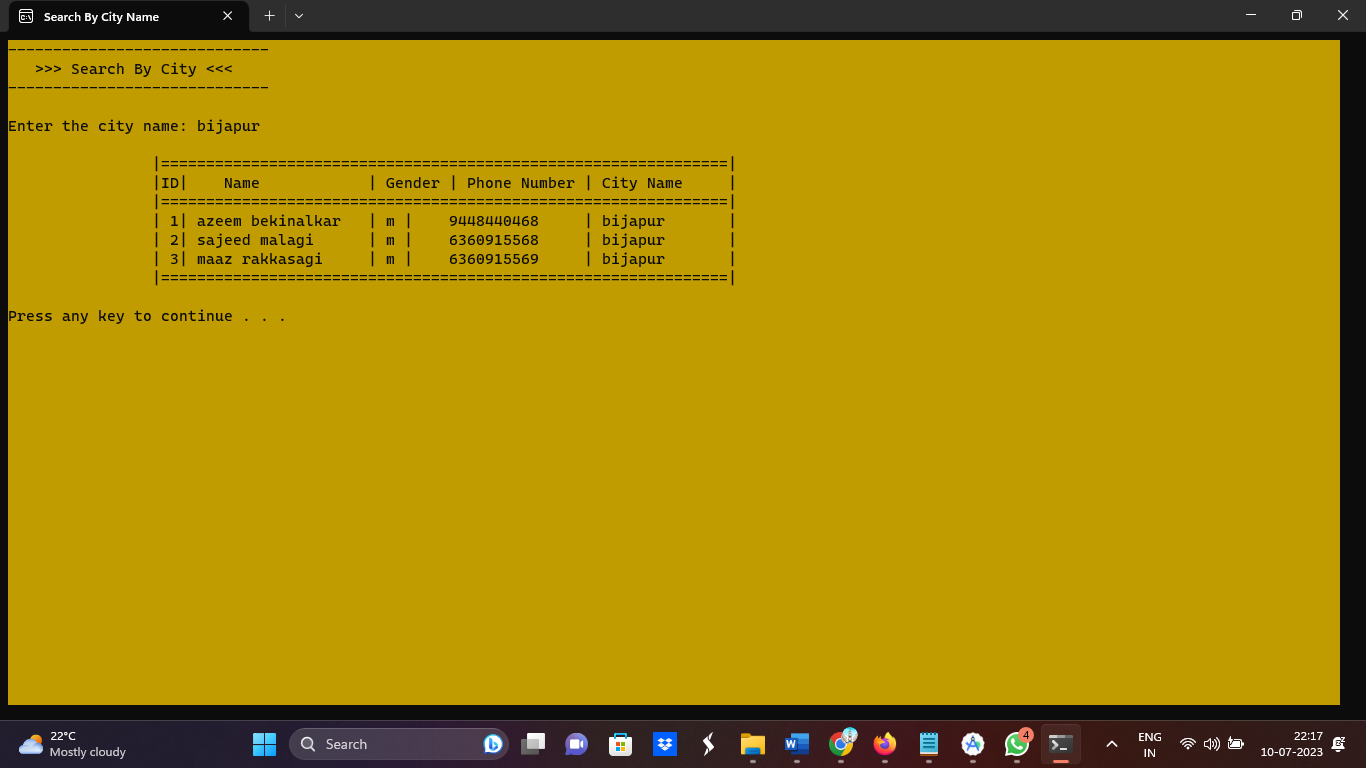 Search By City Name
-----------------------------
>>> Search By City <<<
-----------------------------
Enter the city name: bijapur
|===============================================================|
|ID|    Name            | Gender | Phone Number | City Name     |
|===============================================================|
| 1| azeem bekinalkar   | m |    9448440468     | bijapur       |
| 2| sajeed malagi      | m |    6360915568     | bijapur       |
| 3| maaz rakkasagi     | m |    6360915569     | bijapur       |
|===============================================================|
Press any key to continue . . .
22°C
Mostly cloudy
Search
4
ENG
IN
22:17
10-07-2023